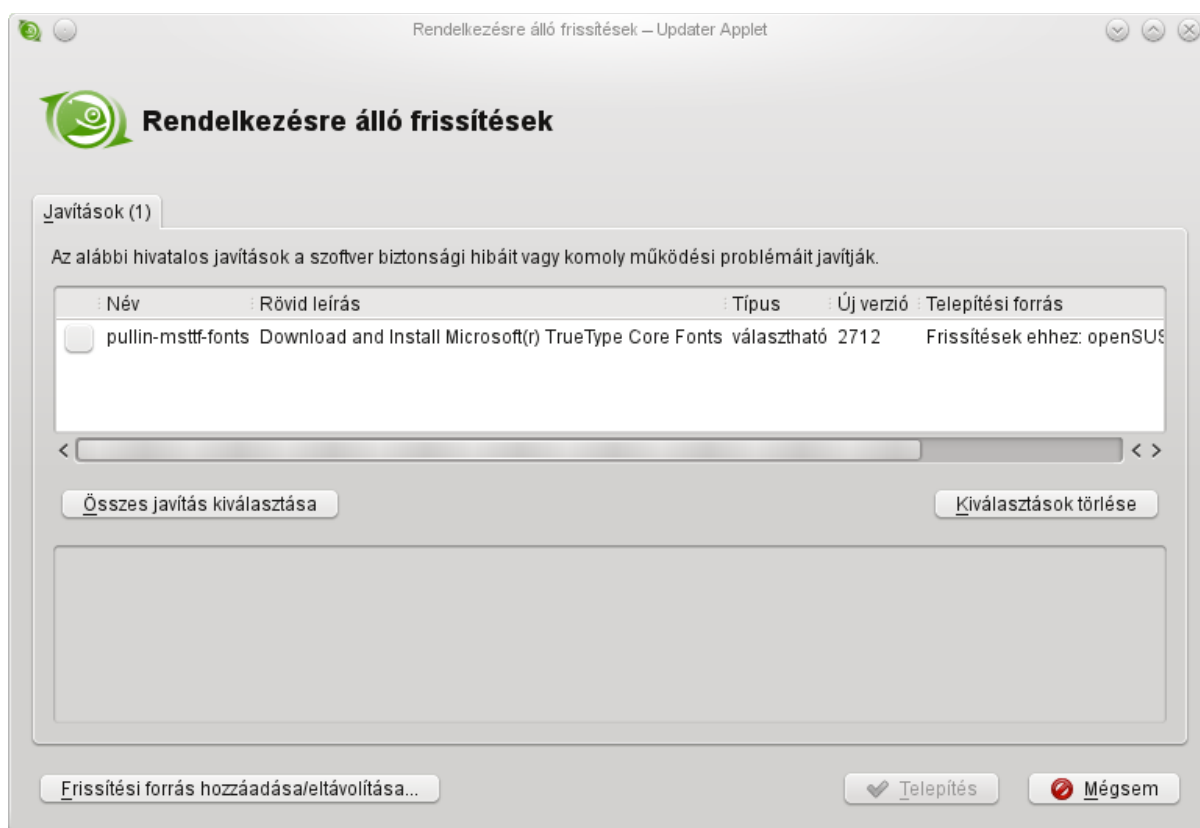 Rendelkezésre álló frissítések – Updater Applet
Rendelkezésre álló frissítések
Javítások (1)
Az alábbi hivatalos javítások a szoftver biztonsági hibáit vagy komoly működési problémáit javítják.
Név Rövid leírás Típus Új verzió Telepítési forrás
pullin-msttf-fonts Download and Install Microsoft(r) TrueType Core Fonts választható 2712 Frissítések ehhez: openSUS
Összes javítás kiválasztása Kiválasztások törlése
Frissítési forrás hozzáadása/eltávolítása... Telepítés Mégsem